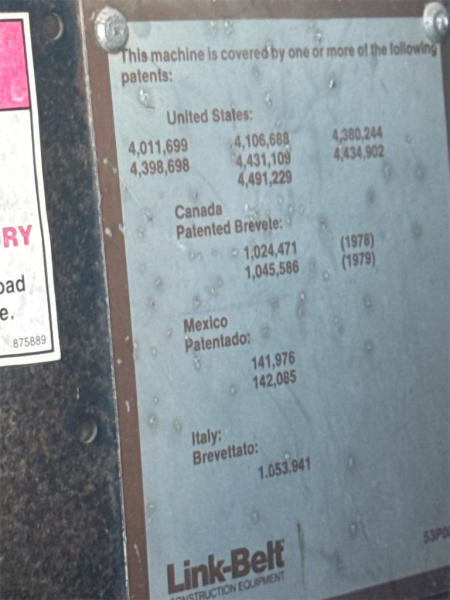 This machine is covered by one or more of the following
patents:
United States:
4,011,699 4,106,688 4,380,244
4,398,698 4,431,109 4,434,902
4,491,229
Canada
Patented Brevele:
1,024,471 (1978)
1,045,586 (1979)
Mexico
Patentado:
141,976
142,085
Italy:
Brevettato:
1.053.941
Link-Belt
CONSTRUCTION EQUIPMENT
RY
oad
e.
875889